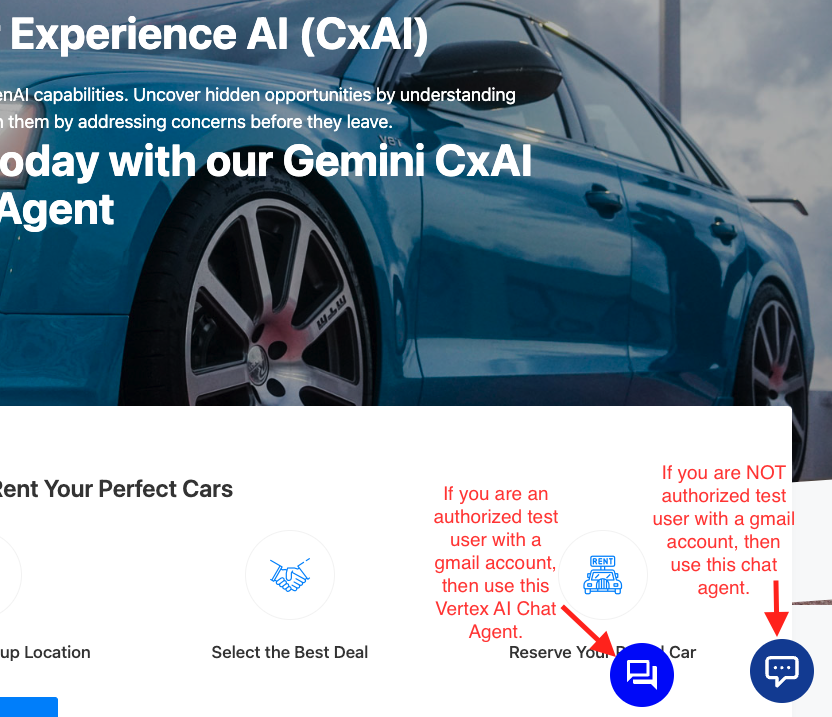 Experience AI (CxAI)
enAI capabilities. Uncover hidden opportunities by understanding
them by addressing concerns before they leave.
oday with our Gemini CxAI
Agent
Rent Your Perfect Cars
If you are an
authorized test
user with a
gmail account,
then use this
Vertex AI Chat
Agent.
If you are NOT
authorized test
user with a gmail
account, then
use this chat
agent.
RENT
up Location
Select the Best Deal
Reserve Your Car